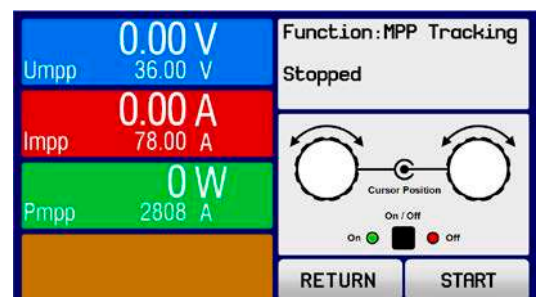 0.00 V
Umpp 36.00 V
0.00 A
Impp 78.00 A
0 W
Pmpp 2808 A
Function:MPP Tracking
Stopped
Cursor Position
On / Off
On Off
RETURN START